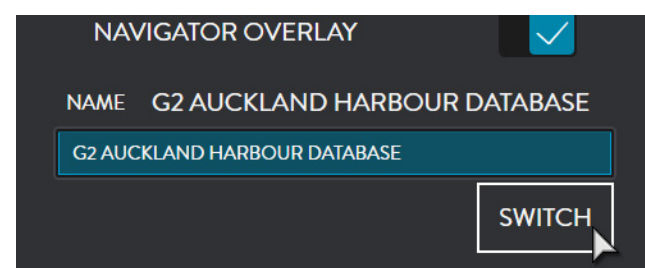 NAVIGATOR OVERLAY
NAME G2 AUCKLAND HARBOUR DATABASE
G2 AUCKLAND HARBOUR DATABASE
SWITCH